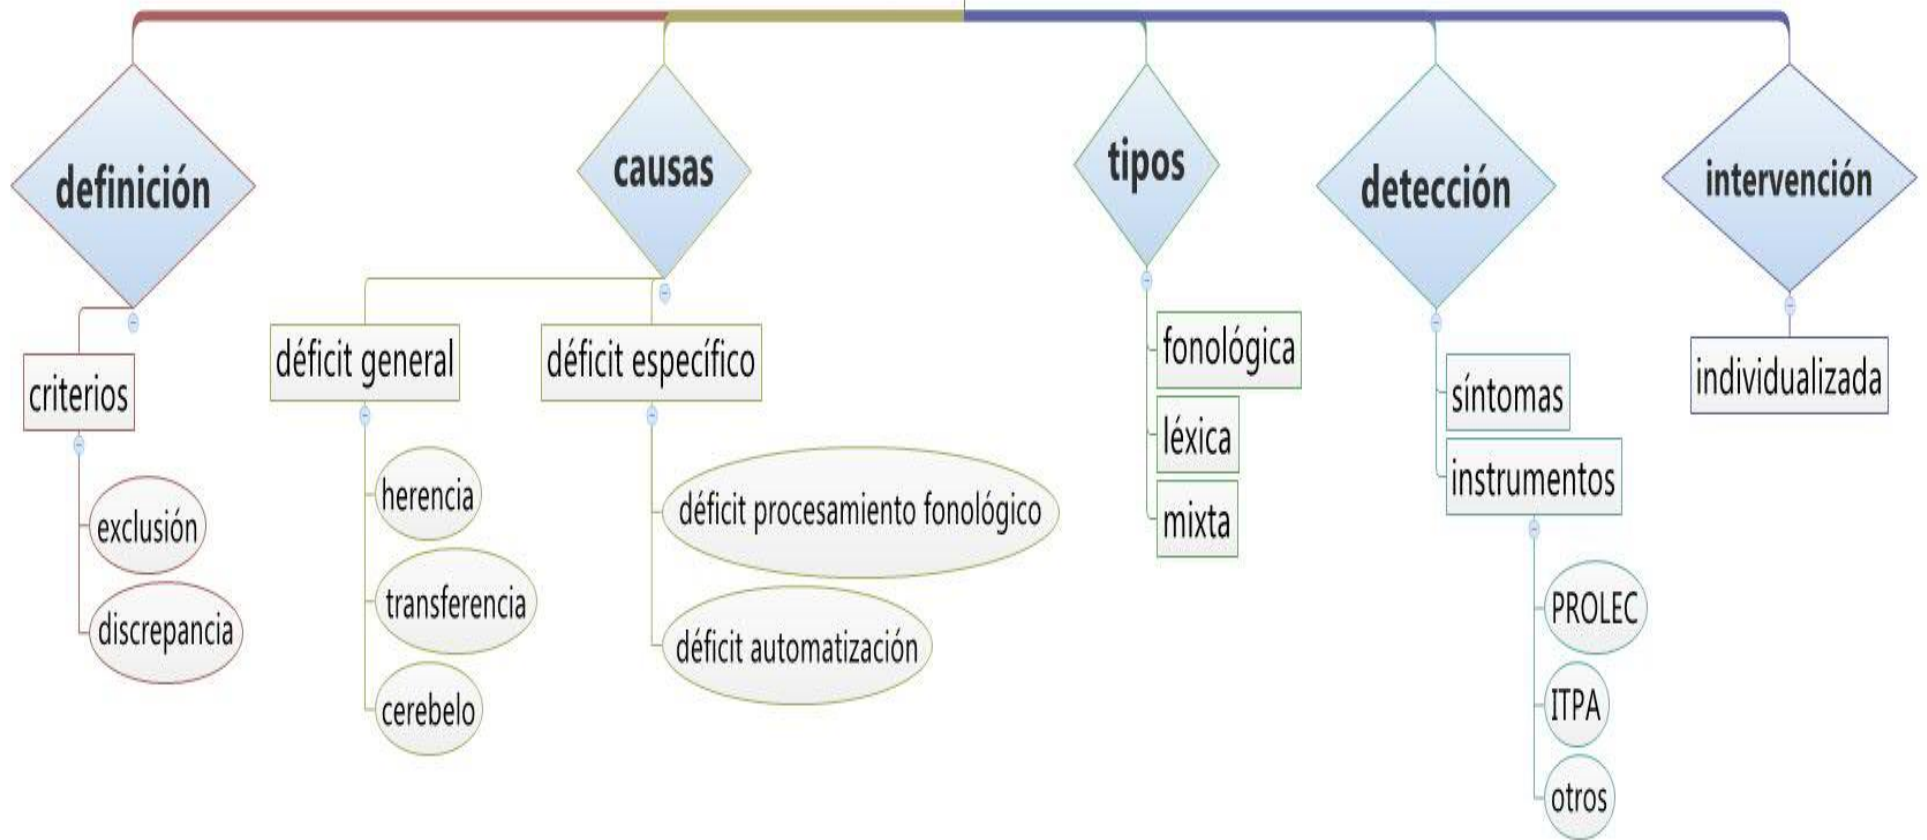 definición
causas
tipos
detección
intervención
criterios
exclusión
discrepancia
déficit general
herencia
transferencia
cerebelo
déficit específico
déficit procesamiento fonológico
déficit automatización
fonológica
léxica
mixta
síntomas
instrumentos
PROLEC
ITPA
otros
individualizada